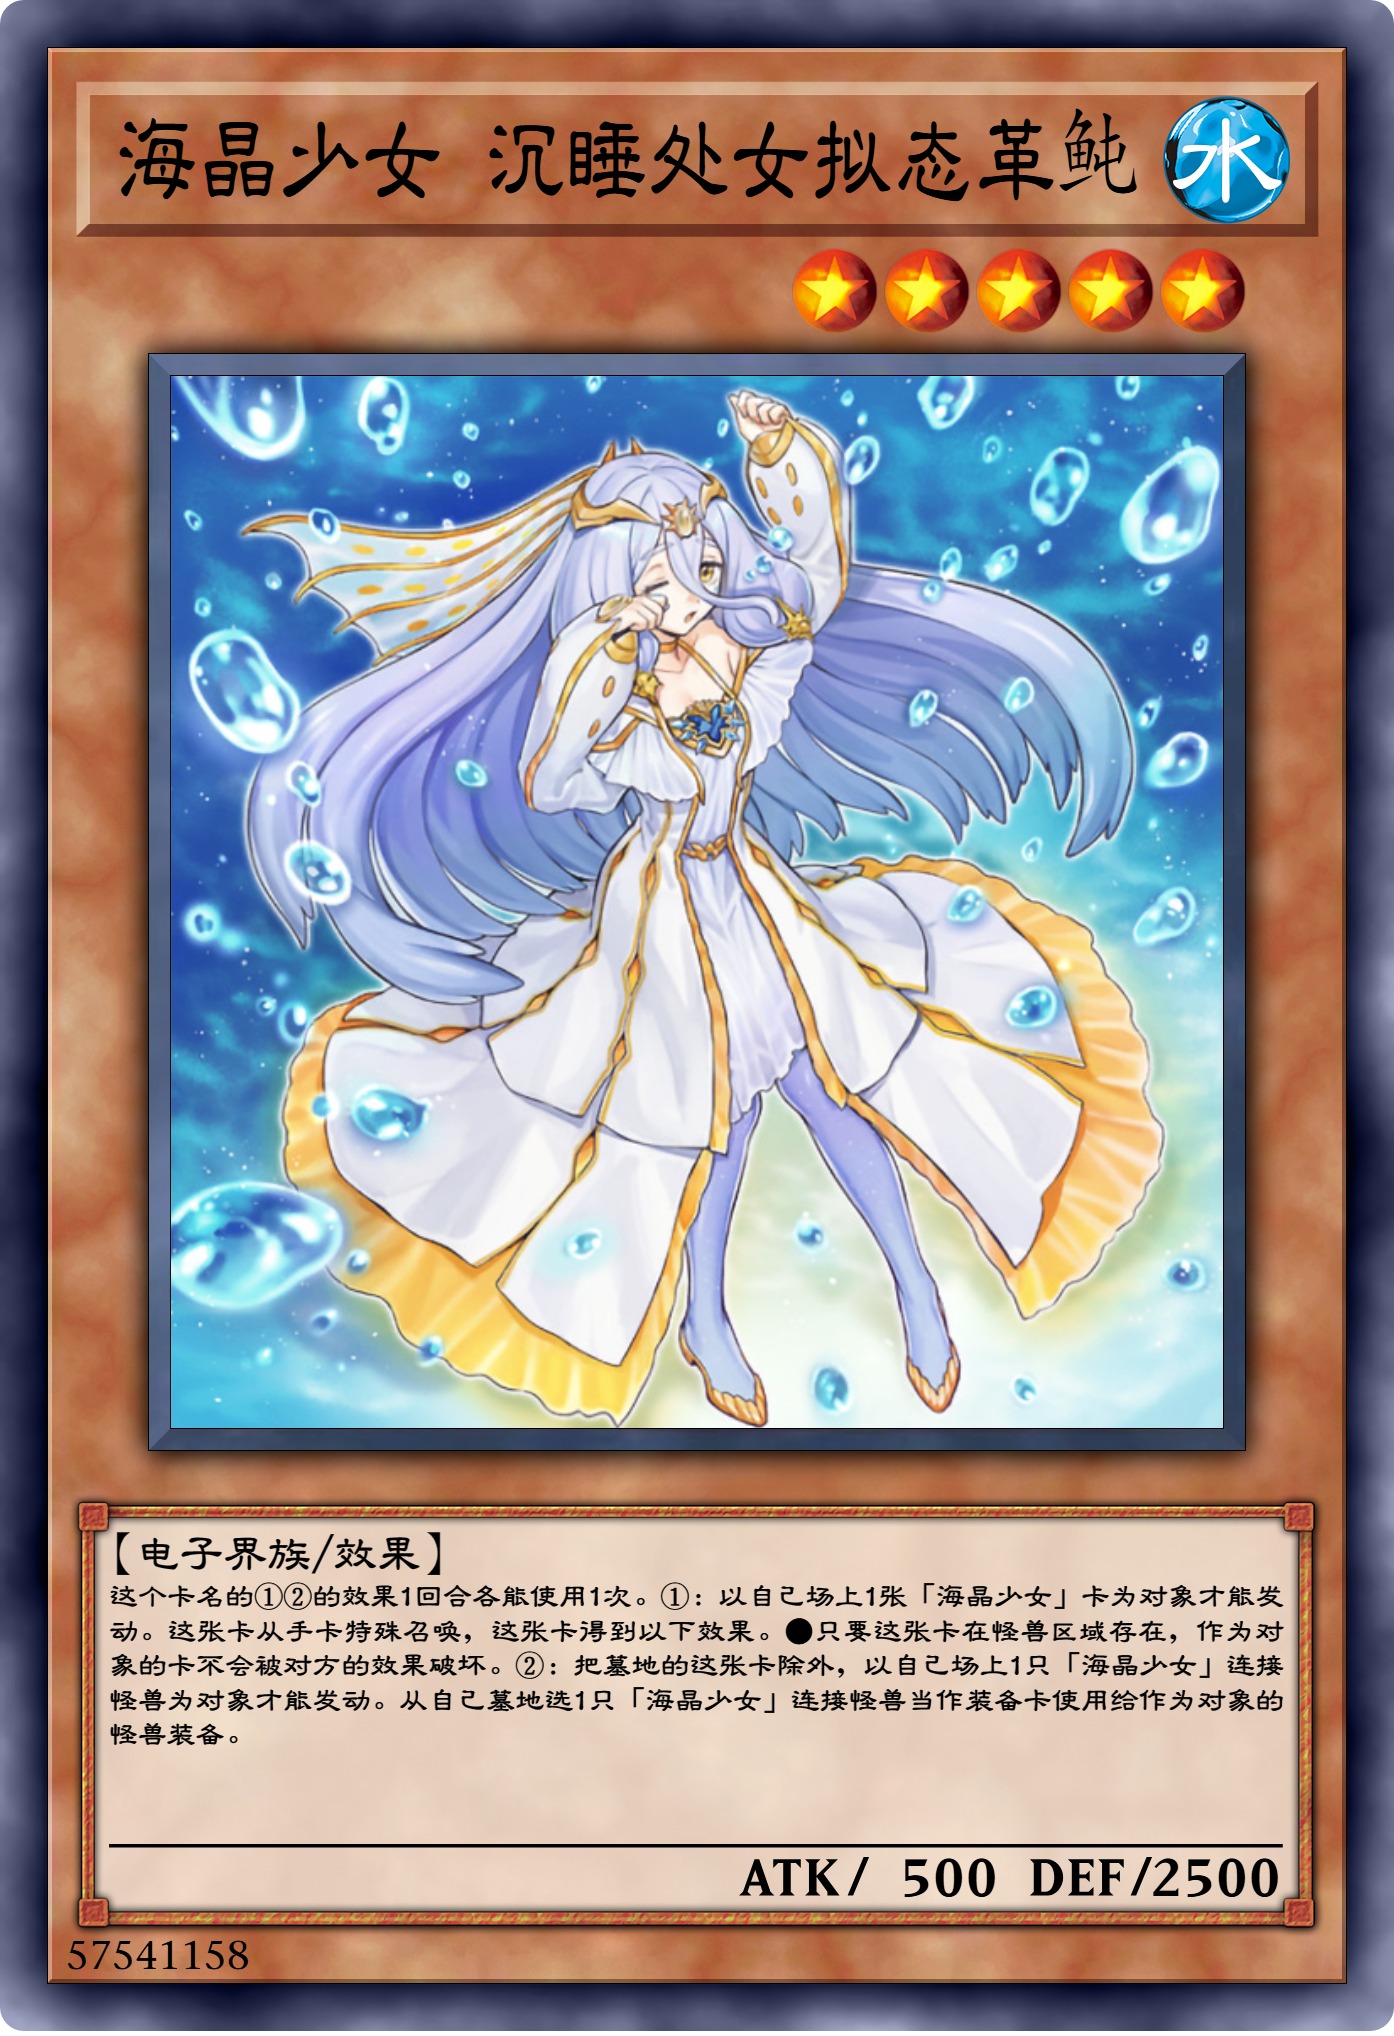 海晶少女 沉睡处女拟态革鲀
水
【电子界族/效果】
这个卡名的①②的效果1回合各能使用1次。①：以自己场上1张「海晶少女」卡为对象才能发
动。这张卡从手卡特殊召唤，这张卡得到以下效果。●只要这张卡在怪兽区域存在，作为对
象的卡不会被对方的效果破坏。②：把墓地的这张卡除外，以自己场上1只「海晶少女」连接
怪兽为对象才能发动。从自己墓地选1只「海晶少女」连接怪兽当作装备卡使用给作为对象的
怪兽装备。
ATK/ 500 DEF/2500
57541158